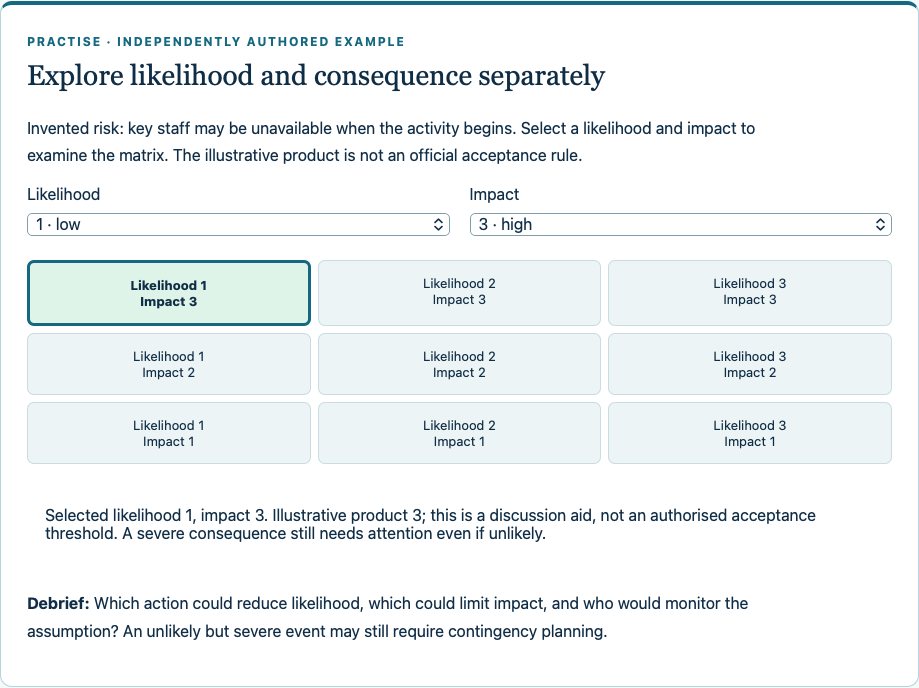 PRACTISE · INDEPENDENTLY AUTHORED EXAMPLE
Explore likelihood and consequence separately
Invented risk: key staff may be unavailable when the activity begins. Select a likelihood and impact to
examine the matrix. The illustrative product is not an official acceptance rule.
Likelihood
Impact
1 · low
3 · high
Likelihood 1
Impact 3
Likelihood 2
Impact 3
Likelihood 3
Impact 3
Likelihood 1
Impact 2
Likelihood 2
Impact 2
Likelihood 3
Impact 2
Likelihood 1
Impact 1
Likelihood 2
Impact 1
Likelihood 3
Impact 1
Selected likelihood 1, impact 3. Illustrative product 3; this is a discussion aid, not an authorised acceptance
threshold. A severe consequence still needs attention even if unlikely.
Debrief: Which action could reduce likelihood, which could limit impact, and who would monitor the
assumption? An unlikely but severe event may still require contingency planning.